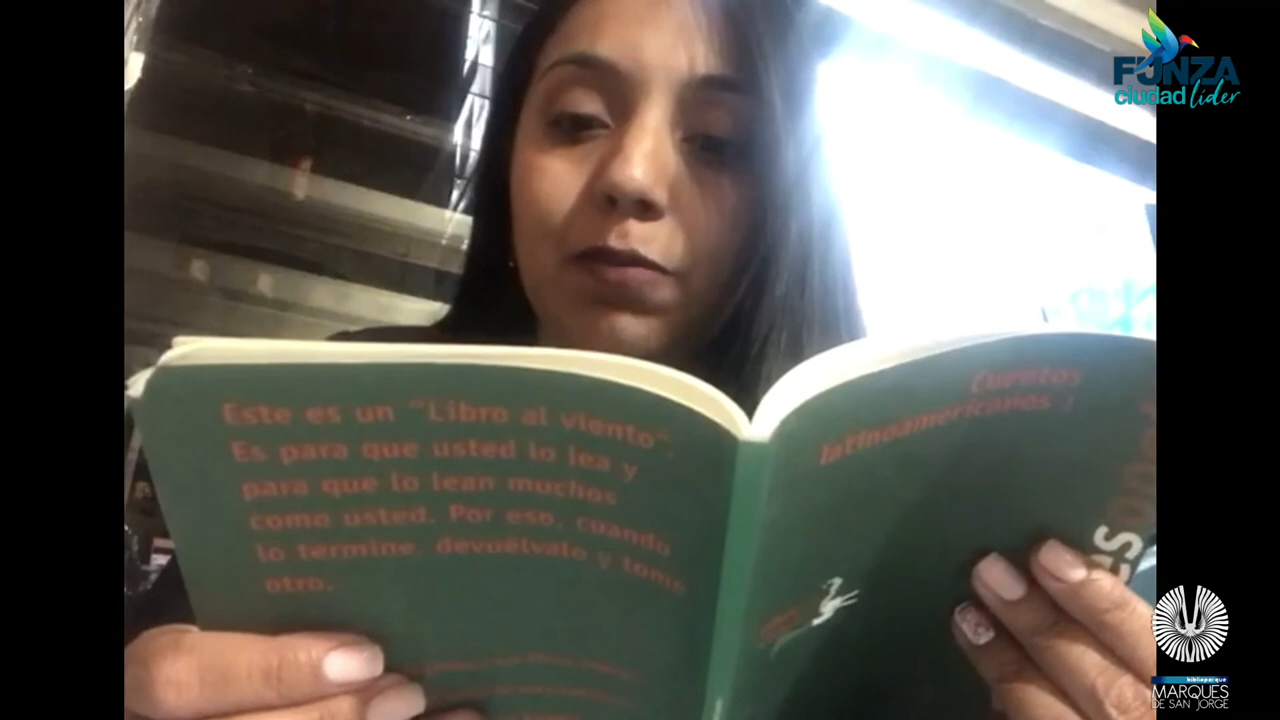 FUNZA
ciudad líder
Este es un "Libro al viento".
Es para que usted lo lea y
para que lo lean muchos
como usted. Por eso, cuando
lo termine, devuélvalo y tome
otro.
Cuentos
latinoamericanos I
biblioparque
MARQUES
DE SAN JORGE